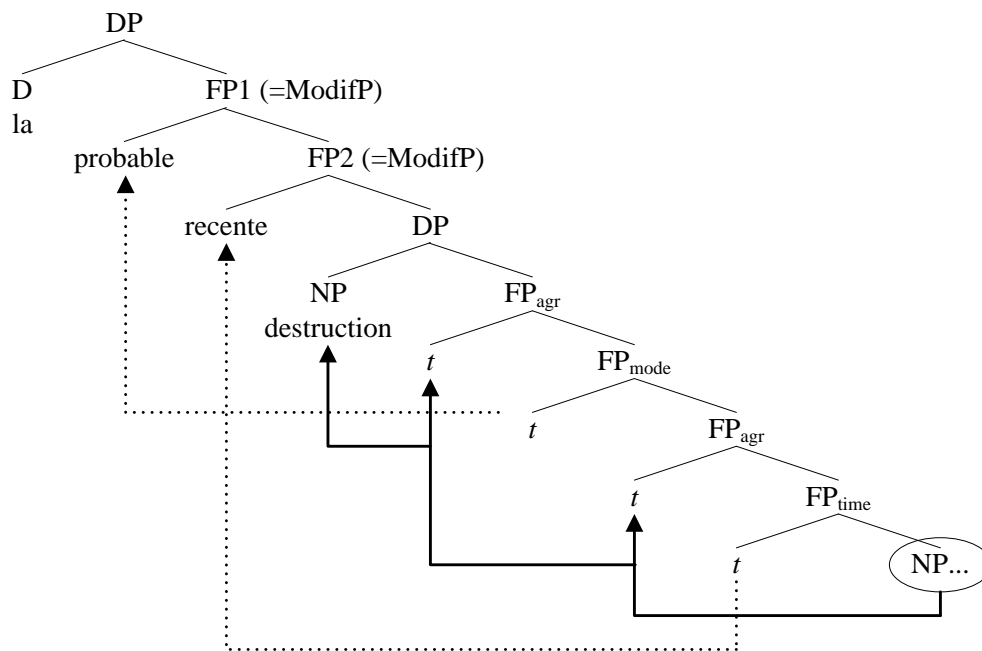 DP
D
FP1 (=ModifP)
la
probable
FP2 (=ModifP)
recente
DP
NP
FPagr
destruction
t
FPmode
t
FPagr
t
FPtime
t
NP...